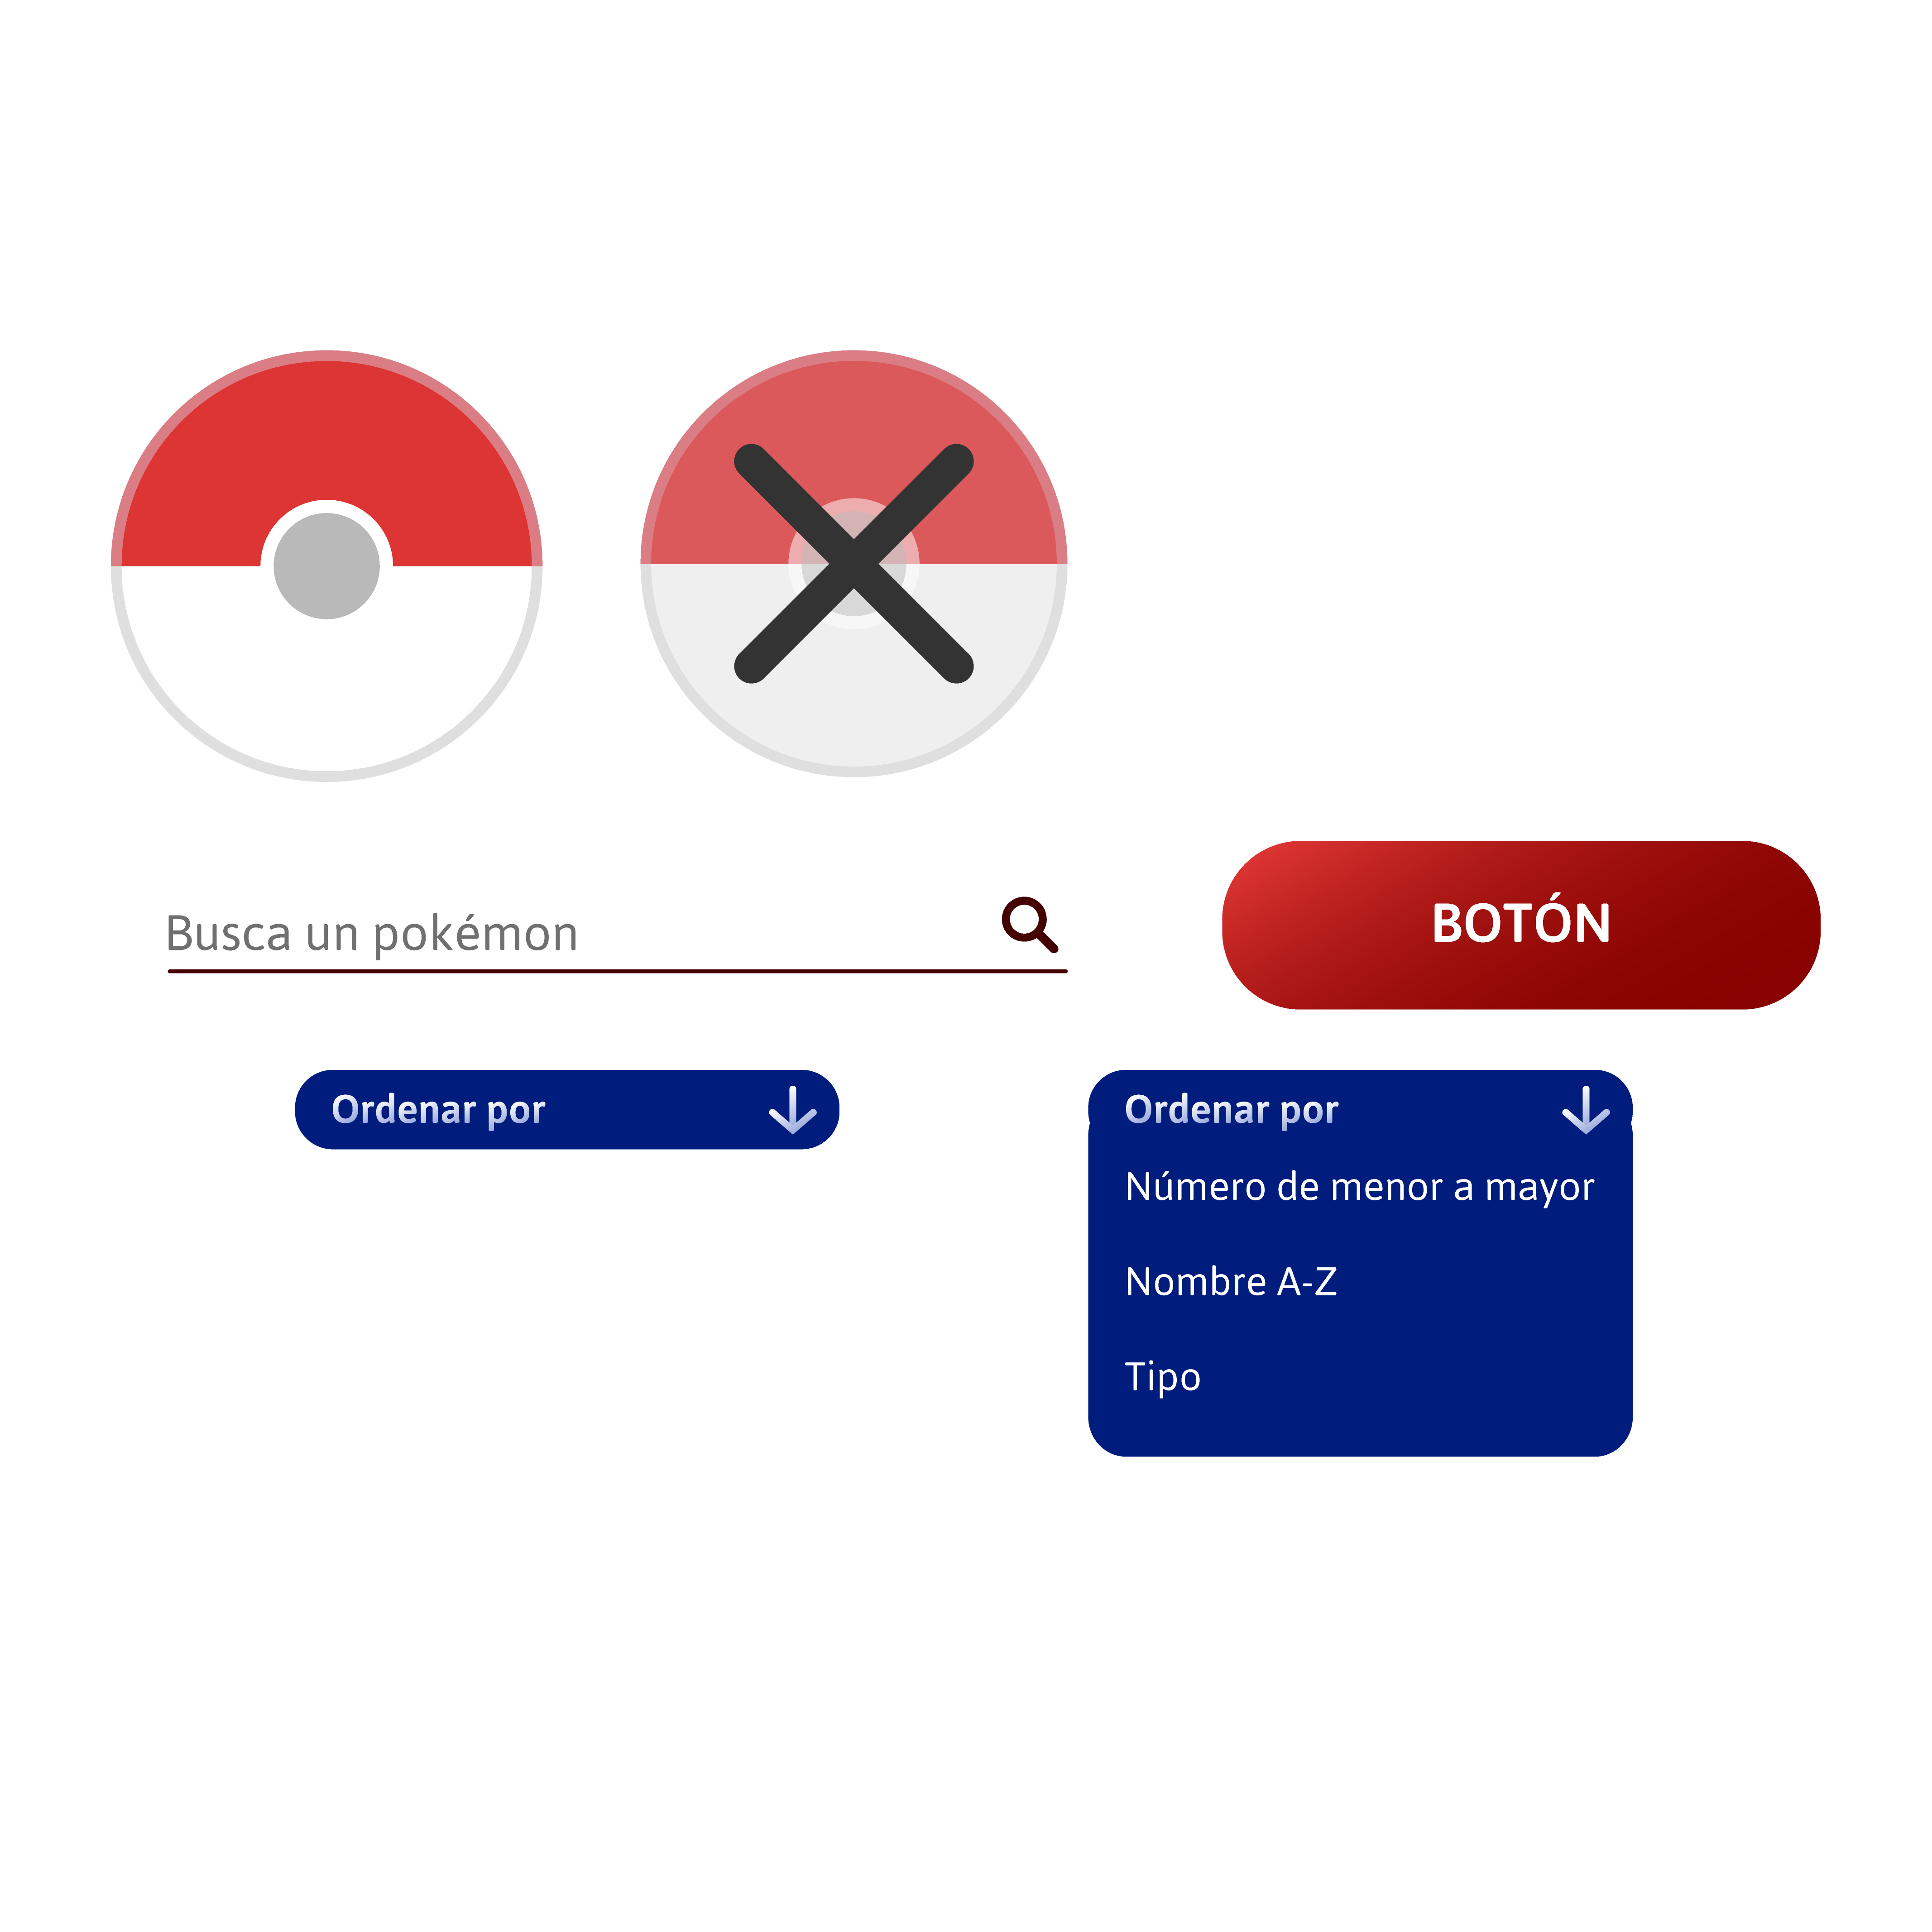 Busca un pokémon
BOTÓN
Ordenar por
Ordenar por
Número de menor a mayor
Nombre A-Z
Tipo